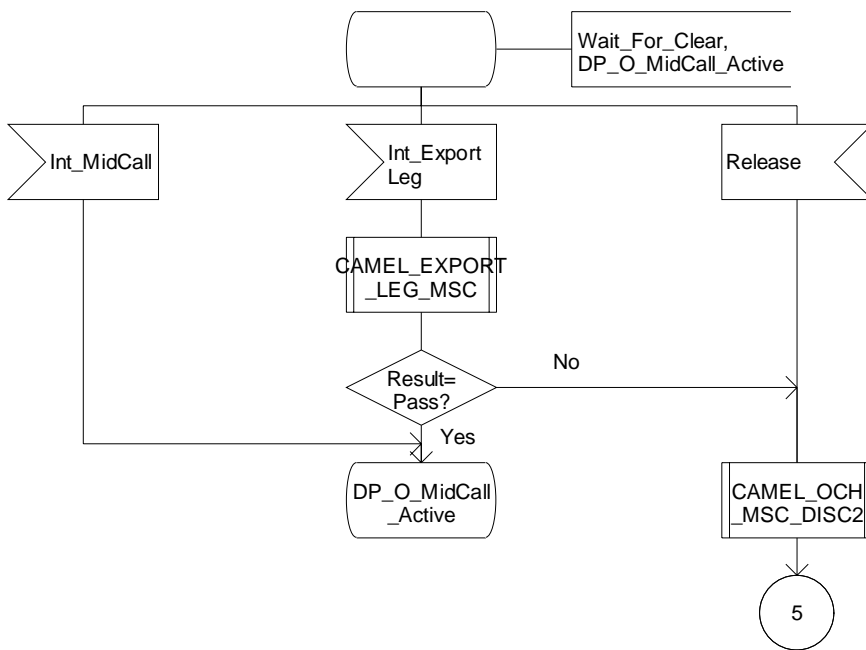 Wait_For_Clear,
DP_O_MidCall_Active
Int_MidCall
Int_Export
Leg
Release
CAMEL_EXPORT
_LEG_MSC
No
Result=
Pass?
Yes
DP_O_MidCall
_Active
CAMEL_OCH
_MSC_DISC2
5